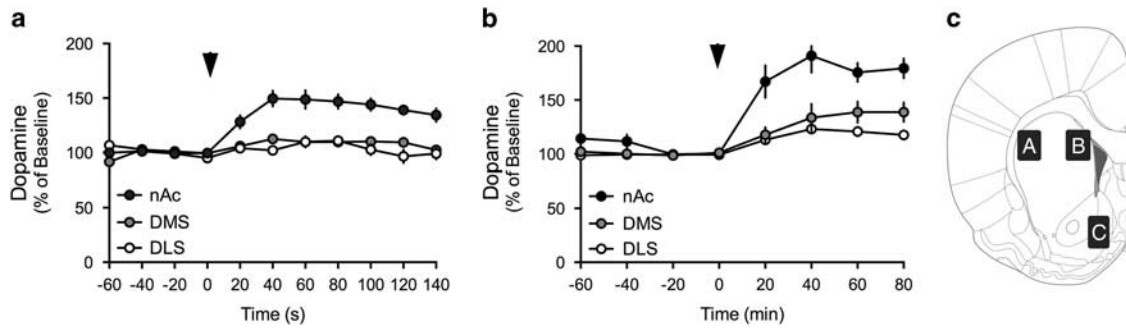 a
200
150
100
50
0
Dopamine
(% of Baseline)
nAc
DMS
DLS
-60 -40 -20 0 20 40 60 80 100 120 140
Time (s)
b
200
150
100
50
0
Dopamine
(% of Baseline)
nAc
DMS
DLS
-60 -40 -20 0 20 40 60 80
Time (min)
c
A B
C